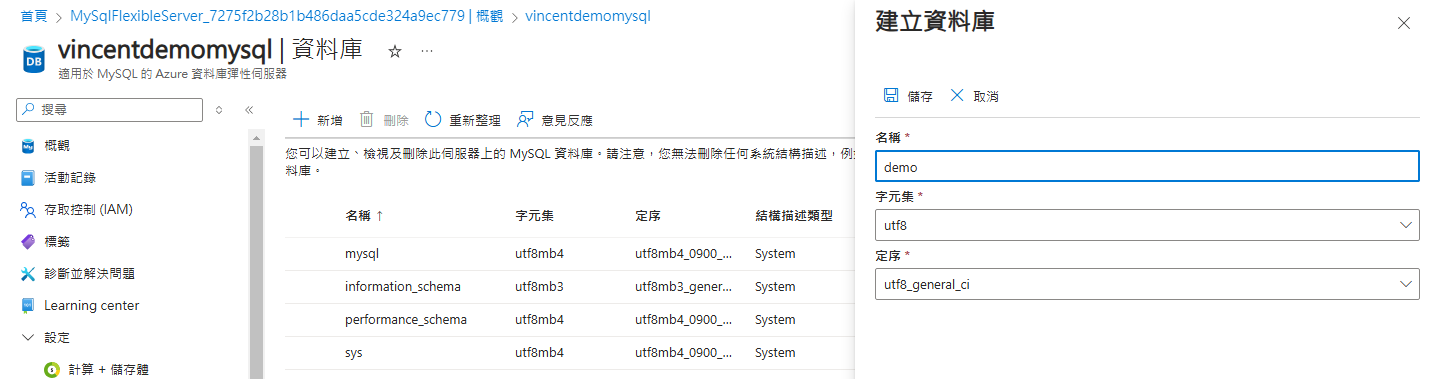 首頁 > MySqlFlexibleServer_7275f2b28b1b486daa5cde324a9ec779 | 概觀 > vincentdemomysql
vincentdemomysql | 資料庫
適用於 MySQL 的 Azure 資料庫彈性伺服器
搜尋
概觀
活動記錄
存取控制 (IAM)
標籤
診斷並解決問題
Learning center
設定
計算 + 儲存體
新增 刪除 重新整理 意見反應
您可以建立、檢視及刪除此伺服器上的 MySQL 資料庫。請注意，您無法刪除任何系統結構描述，例
料庫。
名稱 ↑ 字元集 定序 結構描述類型
mysql utf8mb4 utf8mb4_0900_... System
information_schema utf8mb3 utf8mb3_gener... System
performance_schema utf8mb4 utf8mb4_0900_... System
sys utf8mb4 utf8mb4_0900_... System
建立資料庫
儲存 取消
名稱 *
demo
字元集 *
utf8
定序 *
utf8_general_ci